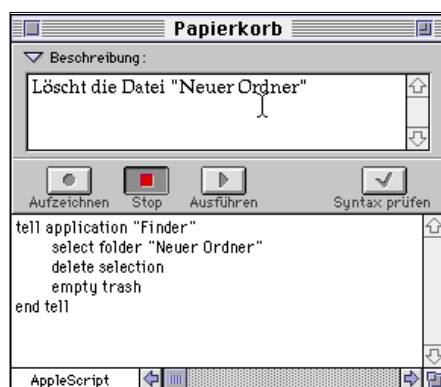 Papierkorb
Beschreibung:
Löscht die Datei "Neuer Ordner"
Aufzeichnen Stop Ausführen Syntax prüfen
tell application "Finder"
select folder "Neuer Ordner"
delete selection
empty trash
end tell
AppleScript